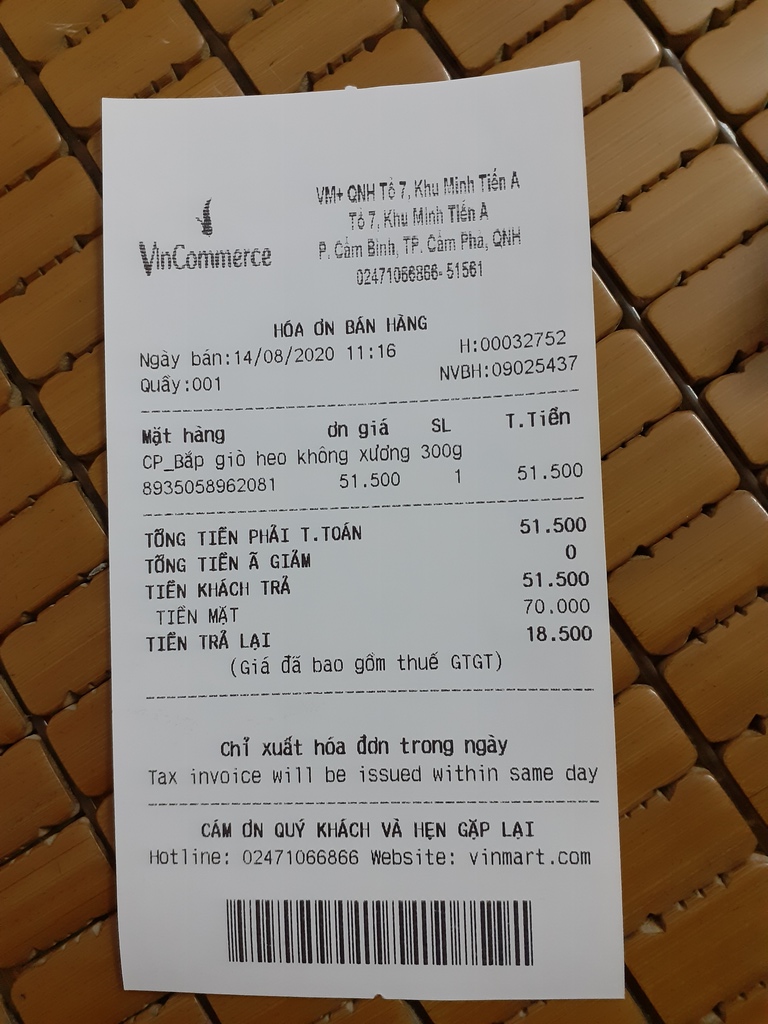 VinCommerce
VM+ QNH Tổ 7, Khu Minh Tiến A
Tổ 7, Khu Minh Tiến A
P. Cẩm Bình, TP. Cẩm Phả, QNH
02471066866-51561
HÓA ƠN BÁN HÀNG
Ngày bán:14/08/2020 11:16 H:00032752
Quầy:001 NVBH:09025437
Mặt hàng ơn giá SL T.Tiền
CP_Bắp giò heo không xương 300g
8935058962081 51.500 1 51.500
TỔNG TIỀN PHẢI T.TOÁN 51.500
TỔNG TIỀN Ã GIẢM 0
TIỀN KHÁCH TRẢ 51.500
TIỀN MẶT 70.000
TIỀN TRẢ LẠI 18.500
(Giá đã bao gồm thuế GTGT)
Chỉ xuất hóa đơn trong ngày
Tax invoice will be issued within same day
CÁM ƠN QUÝ KHÁCH VÀ HẸN GẶP LẠI
Hotline: 02471066866 Website: vinmart.com